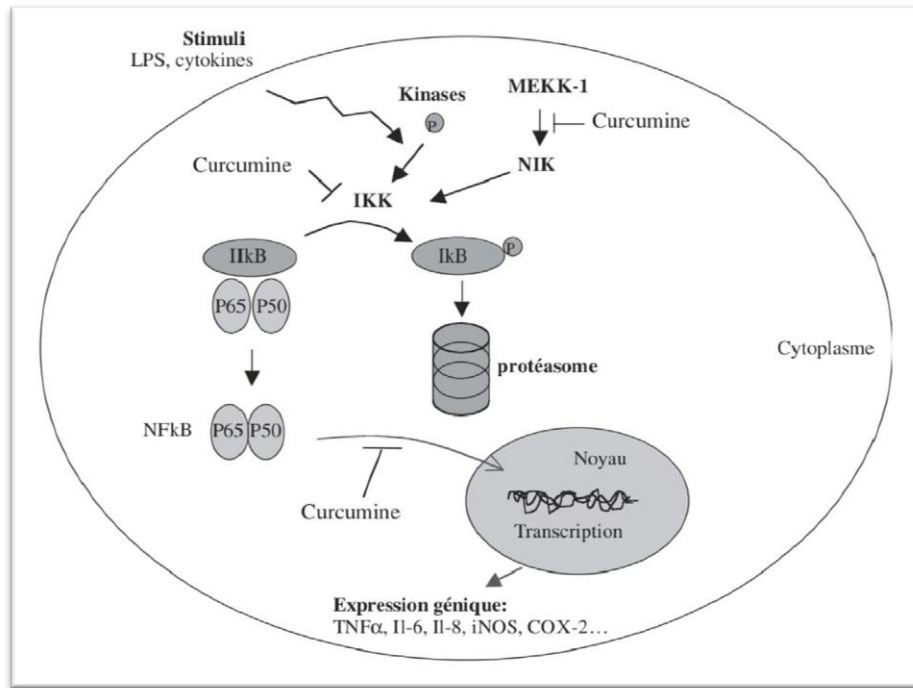 Stimuli
LPS, cytokines
Kinases
P
MEKK-1
Curcumine
NIK
Curcumine
IKK
IIkB
IkB
P
P65 P50
protéasome
Cytoplasme
NFkB
P65 P50
Noyau
Curcumine
Transcription
Expression génique:
TNFα, Il-6, Il-8, iNOS, COX-2…